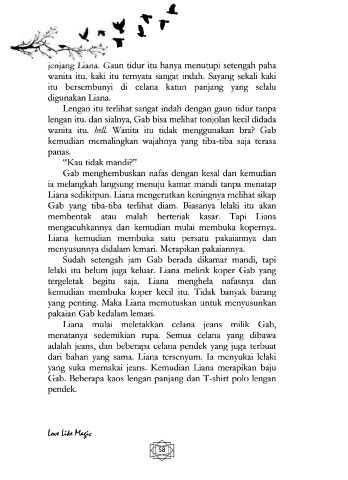 jenjang Liana. Gaun tidur itu hanya menutupi setengah paha
wanita itu. kaki itu ternyata sangat indah. Sayang sekali kaki
itu bersembunyi di celana katun panjang yang selalu
digunakan Liana.
Lengan itu terlihat sangat indah dengan gaun tidur tanpa
lengan itu. dan sialnya, Gab bisa melihat tonjolan kecil didada
wanita itu. hell. Wanita itu tidak menggunakan bra? Gab
kemudian memalingkan wajahnya yang tiba-tiba saja terasa
panas.
“Kau tidak mandi?”
Gab menghembuskan nafas dengan kesal dan kemudian
ia melangkah langsung menuju kamar mandi tanpa menatap
Liana sedikitpun. Liana mengerutkan keningnya melihat sikap
Gab yang tiba-tiba terlihat diam. Biasanya lelaki itu akan
membentak atau malah berteriak kasar. Tapi Liana
mengacuhkannya dan kemudian mulai membuka kopernya.
Liana kemudian membuka satu persatu pakaiannya dan
menyusunnya didalam lemari. Merapikan pakaiannya.
Sudah setengah jam Gab berada dikamar mandi, tapi
lelaki itu belum juga keluar. Liana melirik koper Gab yang
tergeletak begitu saja. Liana menghela nafasnya dan
kemudian membuka koper kecil itu. Tidak banyak barang
yang penting. Maka Liana memutuskan untuk menyusunkan
pakaian Gab kedalam lemari.
Liana mulai meletakkan celana jeans milik Gab,
menatanya sedemikian rupa. Semua celana yang dibawa
adalah jeans, dan beberapa celana pendek yang juga terbuat
dari bahan yang sama. Liana tersenyum. Ia menyukai lelaki
yang suka memakai jeans. Kemudian Liana merapikan baju
Gab. Beberapa kaos lengan panjang dan T-shirt polo lengan
pendek.
Love Like Magic
58